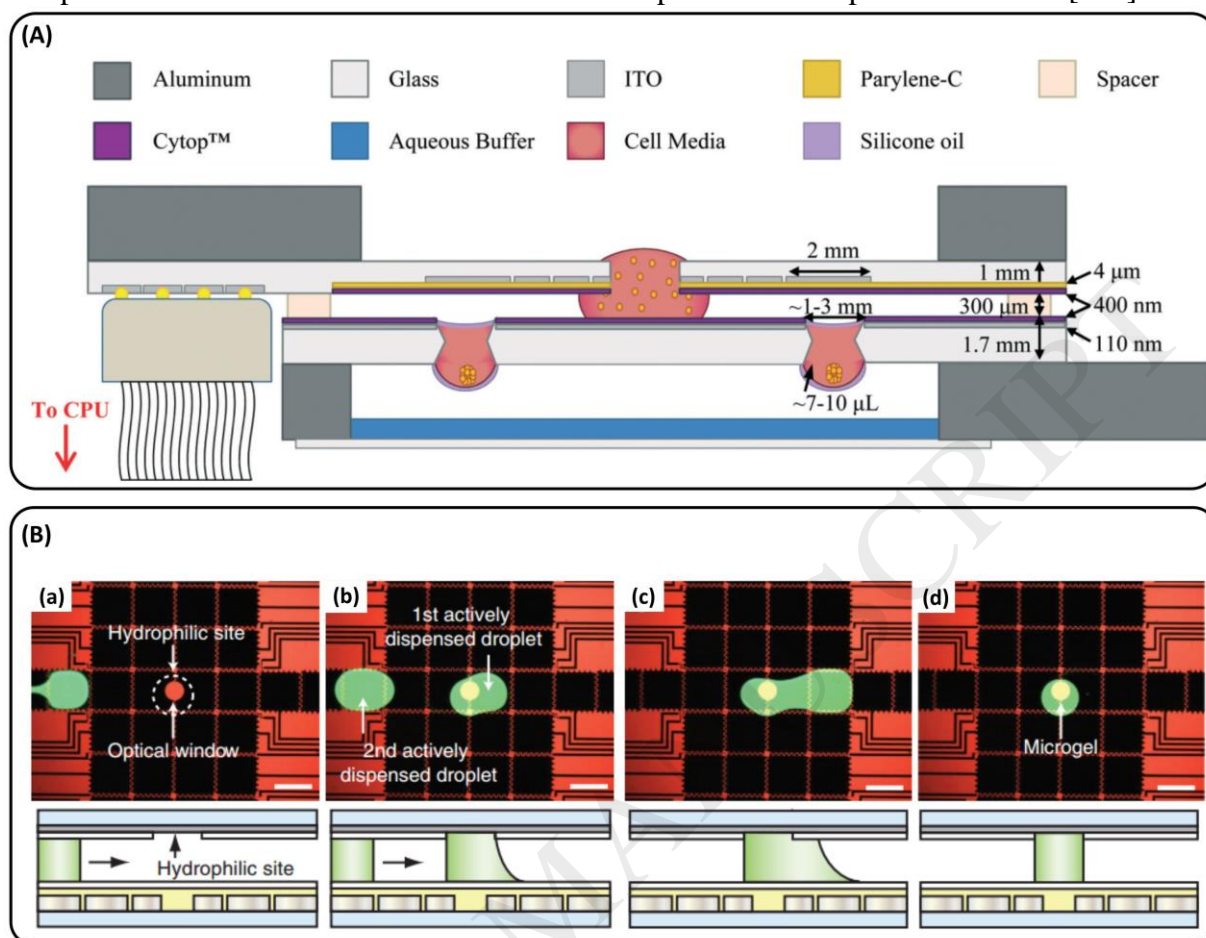 (A)
Aluminum
Glass
ITO
Parylene-C
Spacer
Cytop™
Aqueous Buffer
Cell Media
Silicone oil
2 mm
1 mm
4 μm
~1-3 mm
300 μm
400 nm
1.7 mm
110 nm
~7-10 μL
To CPU
(B)
(a)
Hydrophilic site
Optical window
(b)
1st actively
dispensed droplet
2nd actively
dispensed droplet
(c)
(d)
Microgel
Hydrophilic site